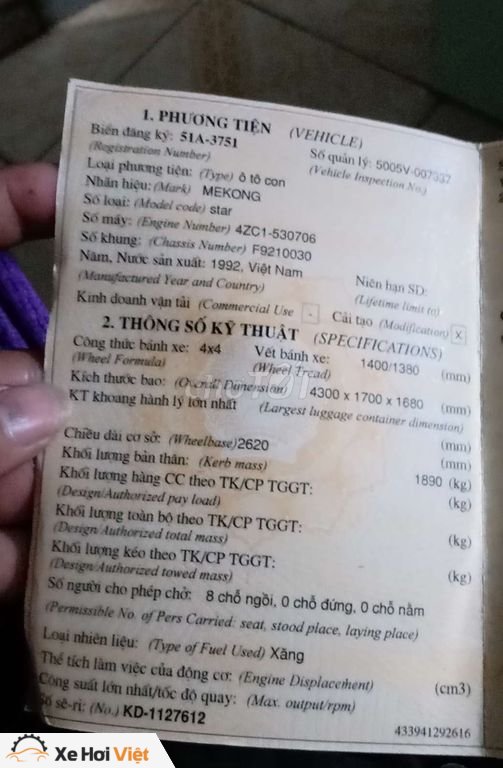 1. PHƯƠNG TIỆN (VEHICLE)
Biển đăng ký: 51A-3751 Số quản lý: 5005V-007337
(Registration Number) (Vehicle Inspection No.)
Loại phương tiện: (Type) ô tô con
Nhãn hiệu: (Mark) MEKONG
Số loại: (Model code) star
Số máy: (Engine Number) 4ZC1-530706
Số khung: (Chassis Number) F9210030
Năm, Nước sản xuất: 1992, Việt Nam Niên hạn SD:
(Manufactured Year and Country) (Lifetime limit to)
Kinh doanh vận tải (Commercial Use - Cải tạo (Modification) X
2. THÔNG SỐ KỸ THUẬT (SPECIFICATIONS)
Công thức bánh xe: 4x4 Vết bánh xe: 1400/1380 (mm)
(Wheel Formula) (Wheel Tread)
Kích thước bao: (Overall Dimension) 4300 x 1700 x 1680 (mm)
KT khoang hành lý lớn nhất (Largest luggage container dimension)
(mm)
Chiều dài cơ sở: (Wheelbase) 2620 (mm)
Khối lượng bản thân: (Kerb mass) 1890 (kg)
Khối lượng hàng CC theo TK/CP TGGT: (kg)
(Design/Authorized pay load)
Khối lượng toàn bộ theo TK/CP TGGT: (kg)
(Design/Authorized total mass)
Khối lượng kéo theo TK/CP TGGT: (kg)
(Design/Authorized towed mass)
Số người cho phép chở: 8 chỗ ngồi, 0 chỗ đứng, 0 chỗ nằm
(Permissible No. of Pers Carried: seat, stood place, laying place)
Loại nhiên liệu: (Type of Fuel Used) Xăng
Thể tích làm việc của động cơ: (Engine Displacement) (cm3)
Công suất lớn nhất/tốc độ quay: (Max. output/rpm)
Số sê-ri: (No.) KD-1127612
433941292616
Xe Hơi Việt